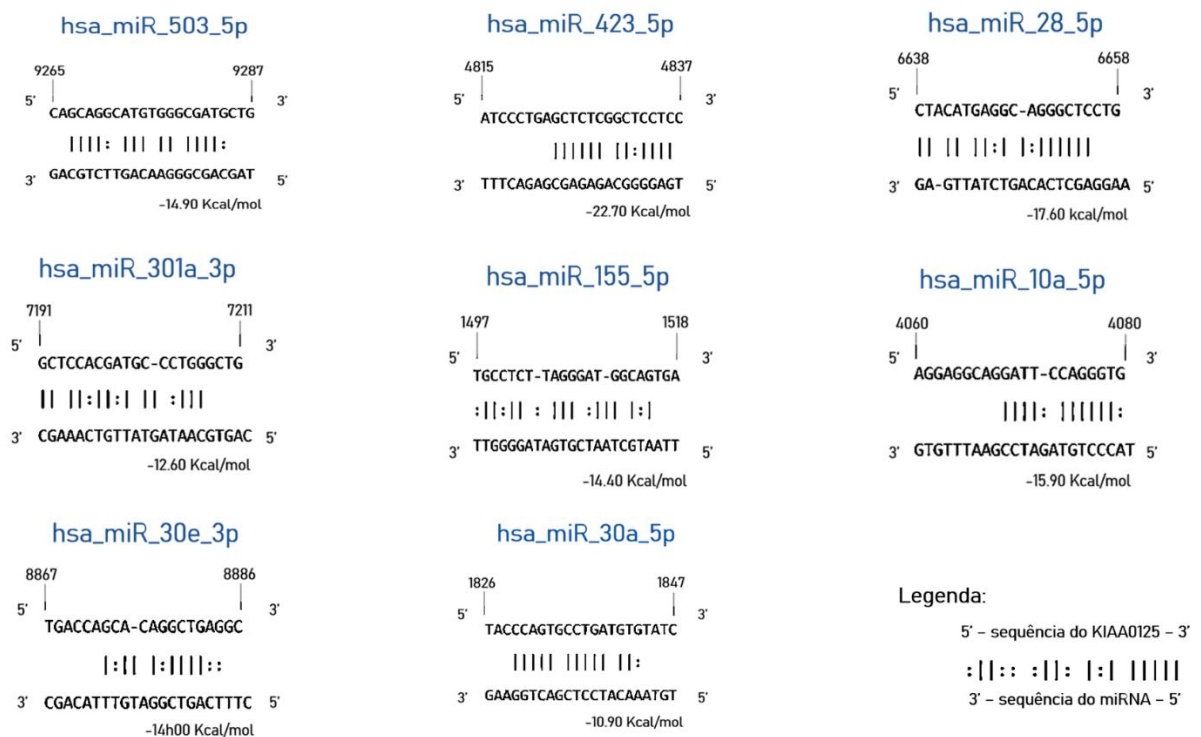 hsa_miR_503_5p
9265 9287
5' 3'
CAGCAGGCATGTGGGCGATGCTG
||||: ||| || ||||:
3' GACGTCTTGACAAGGGCGACGAT 5'
-14.90 Kcal/mol
hsa_miR_423_5p
4815 4837
5' 3'
ATCCCTGAGCTCTCGGCTCCTCC
|||||| ||:||||
3' TTTCAGAGCGAGAGACGGGGAGT 5'
-22.70 Kcal/mol
hsa_miR_28_5p
6638 6658
5' 3'
CTACATGAGGC-AGGGCTCCTG
|| || ||:: |:||||||
3' GA-GTTATCTGACACTCGAGGAA 5'
-17.60 kcal/mol
hsa_miR_301a_3p
7191 7211
5' 3'
GCTCCACGATGC-CCTGGGCTG
|| ||:||:| || :|||
3' CGAAACTGTTATGATAACGTGAC 5'
-12.60 Kcal/mol
hsa_miR_155_5p
1497 1518
5' 3'
TGCCTCT-TAGGGAT-GGCAGTGA
:||:|| : ||| :|||:|
3' TTGGGGATAGTGCTAATCGTAATT 5'
-14.40 Kcal/mol
hsa_miR_10a_5p
4060 4080
5' 3'
AGGAGGCAGGATT-CCAGGGTG
||||: ||||||:
3' GTGTTTAAGCCTAGATGTCCCAT 5'
-15.90 Kcal/mol
hsa_miR_30e_3p
8867 8886
5' 3'
TGACCAGCA-CAGGCTGAGGC
|:|| |:||||::
3' CGACATTTGTAGGCTGACTTTC 5'
-14h00 Kcal/mol
hsa_miR_30a_5p
1826 1847
5' 3'
TACCCAGTGCCTGATGTGTATC
||||| |||||| ||:
3' GAAGGTCAGCTCCTACAAATGT 5'
-10.90 Kcal/mol
Legenda:
5' – sequência do KIAA0125 – 3'
:||:: :||: |:| |||||
3' – sequência do miRNA – 5'